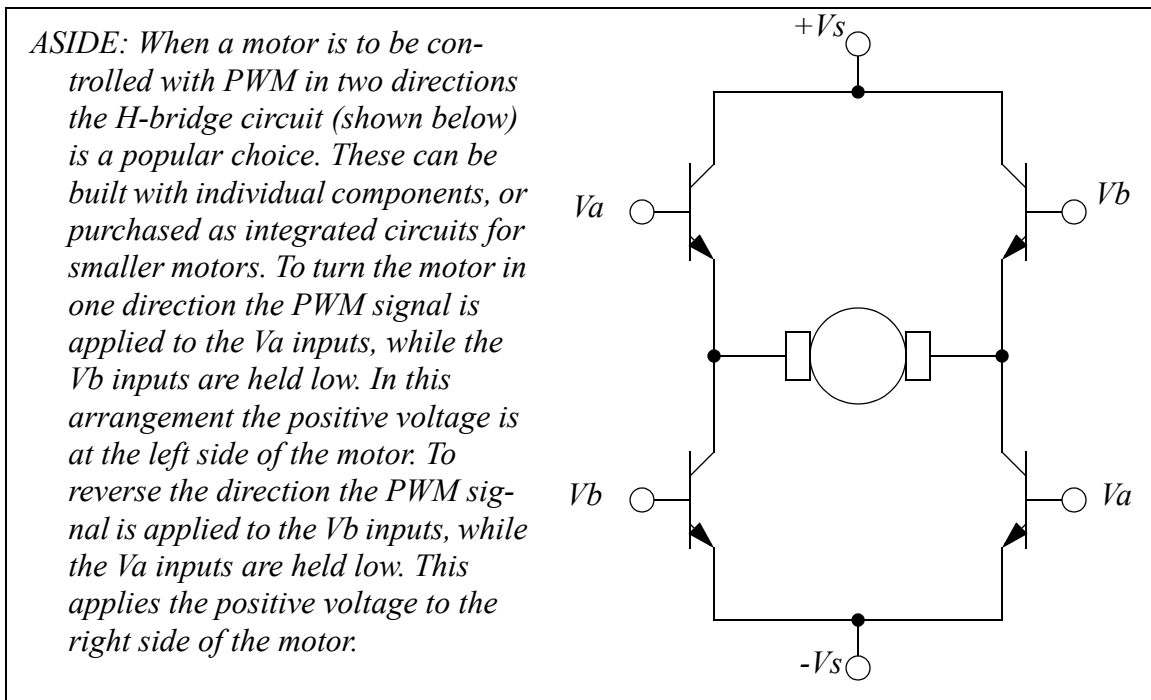 ASIDE: When a motor is to be con-
trolled with PWM in two directions
the H-bridge circuit (shown below)
is a popular choice. These can be
built with individual components, or
purchased as integrated circuits for
smaller motors. To turn the motor in
one direction the PWM signal is
applied to the Va inputs, while the
Vb inputs are held low. In this
arrangement the positive voltage is
at the left side of the motor. To
reverse the direction the PWM sig-
nal is applied to the Vb inputs, while
the Va inputs are held low. This
applies the positive voltage to the
right side of the motor.
+Vs
Va
Vb
Vb
Va
-Vs